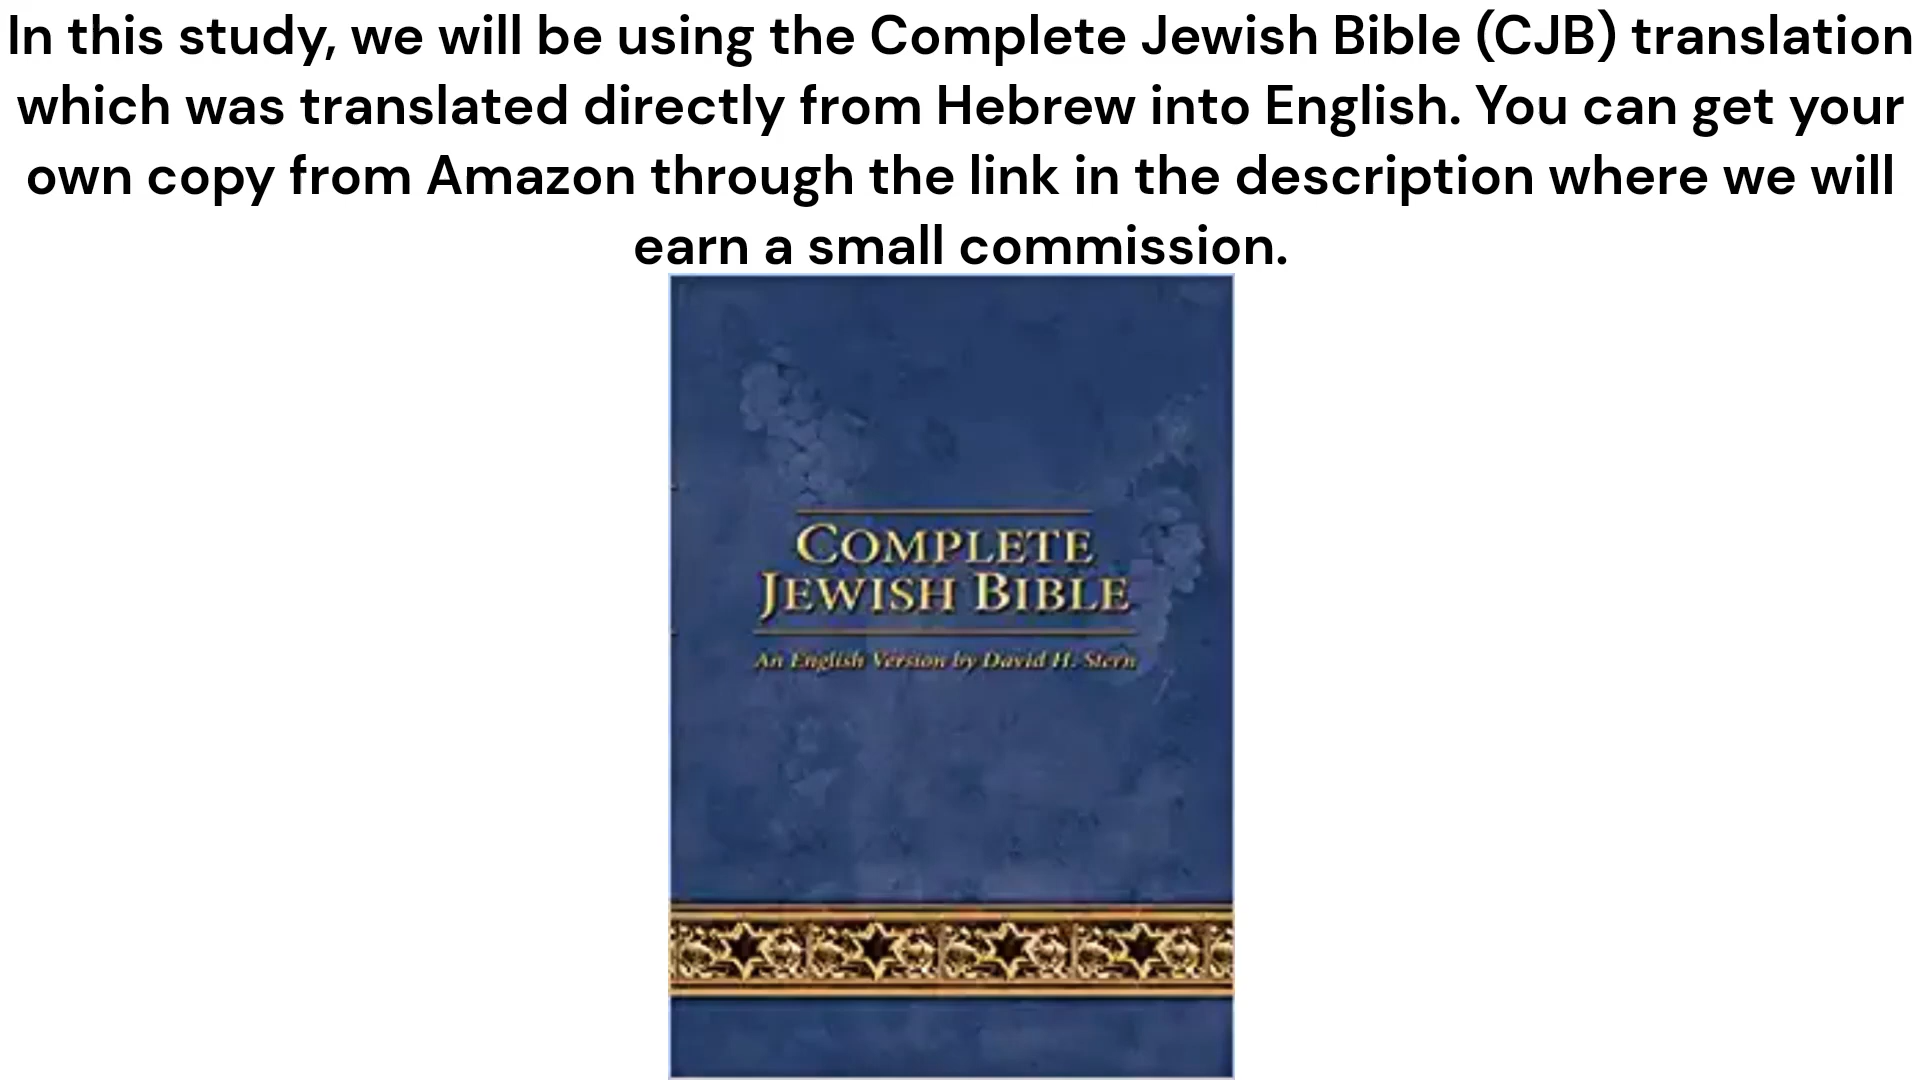 In this study, we will be using the Complete Jewish Bible (CJB) translation
which was translated directly from Hebrew into English. You can get your
own copy from Amazon through the link in the description where we will
earn a small commission.
COMPLETE
JEWISH BIBLE
An English Version by David H. Stern